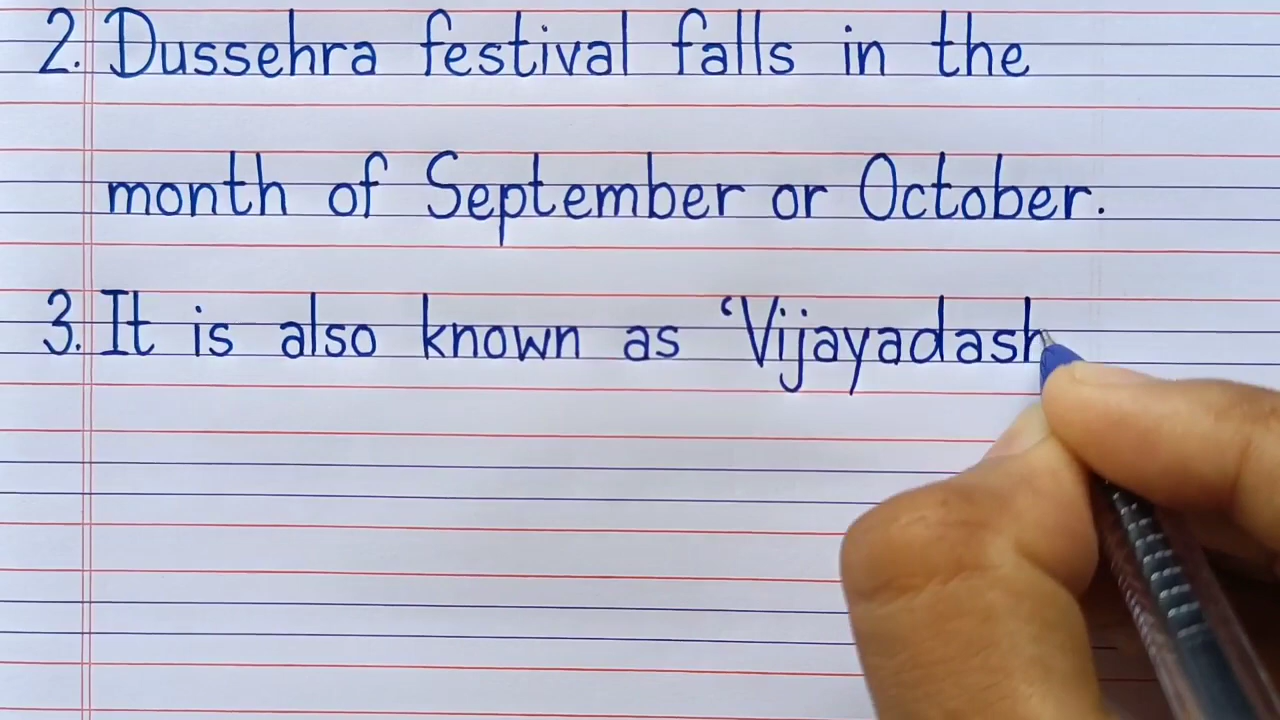 2. Dussehra festival falls in the
month of September or October.
3. It is also known as ‘Vijayadash